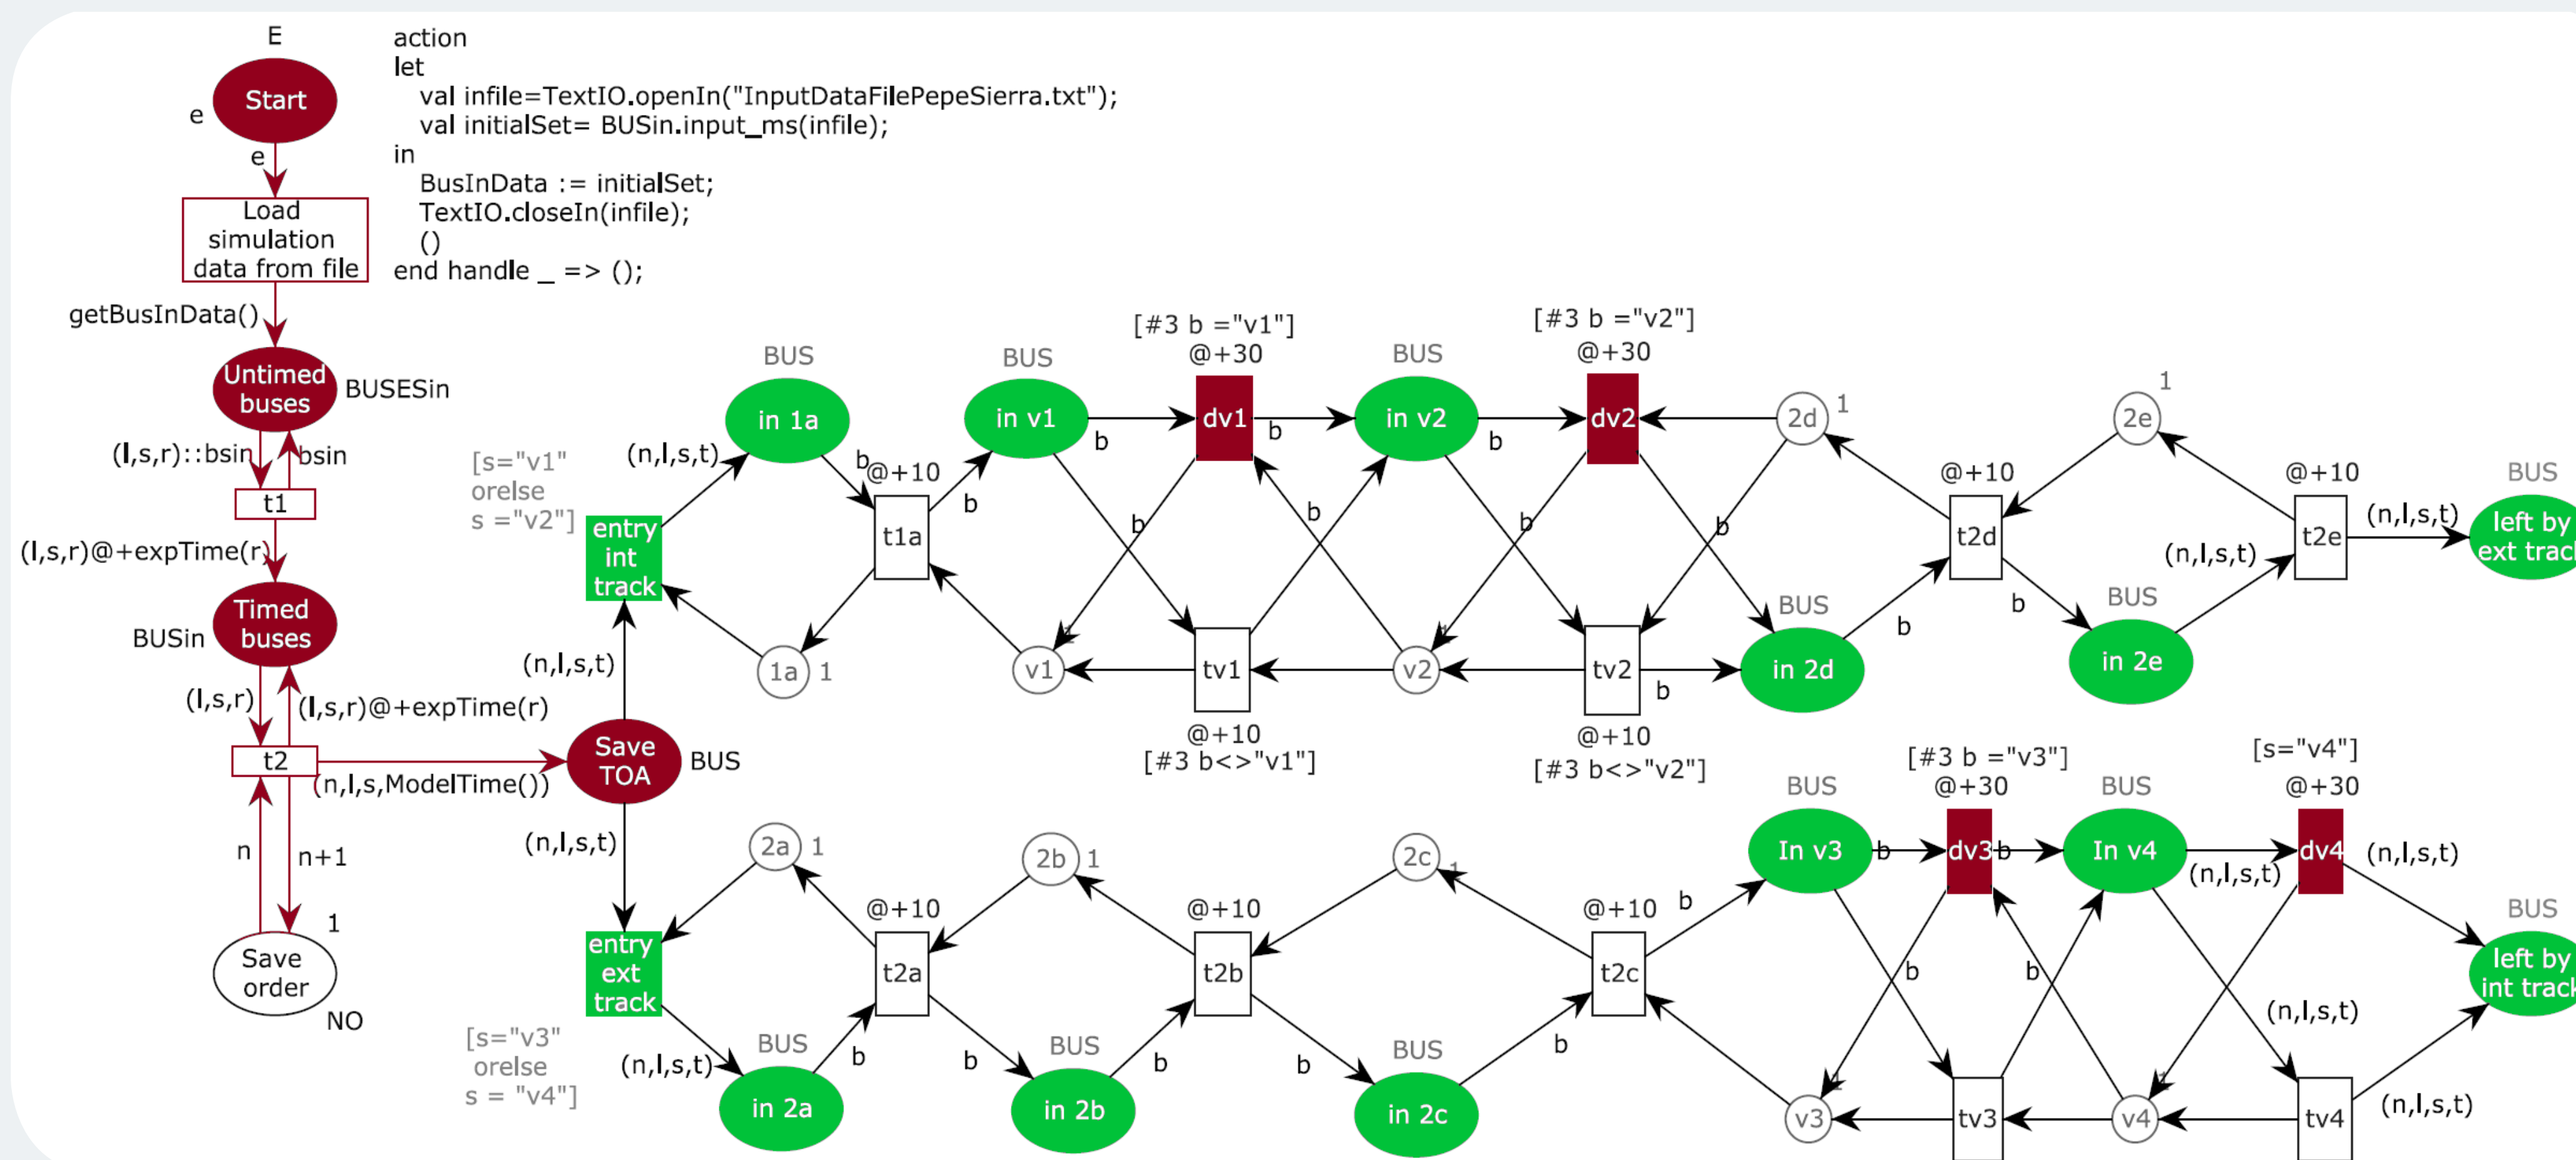 E
Start
e
e
action
let
val infile=TextIO.openIn("InputDataFilePepeSierra.txt");
val initialSet= BUSin.input_ms(infile);
in
BusInData := initialSet;
TextIO.closeIn(infile);
()
end handle _ => ();
Load
simulation
data from file
getBusInData()
Untimed
buses
BUSESin
(l,s,r)::bsin
bsin
t1
(l,s,r)@+expTime(r)
Timed
buses
BUSin
(l,s,r)
(l,s,r)@+expTime(r)
t2
(n,l,s,ModelTime())
n
n+1
1
Save
order
NO
Save
TOA
BUS
(n,l,s,t)
(n,l,s,t)
[s="v1"
orelse
s ="v2"]
entry
int
track
(n,l,s,t)
BUS
in 1a
b
@+10
t1a
b
1a
1
BUS
in v1
b
[#3 b ="v1"]
@+30
dv1
b
b
b
v1
1
tv1
@+10
[#3 b<>"v1"]
BUS
in v2
b
[#3 b ="v2"]
@+30
dv2
b
b
v2
1
tv2
b
@+10
[#3 b<>"v2"]
2d
1
BUS
in 2d
b
@+10
t2d
b
2e
1
BUS
in 2e
(n,l,s,t)
@+10
t2e
(n,l,s,t)
BUS
left by
ext track
[s="v3"
orelse
s = "v4"]
entry
ext
track
(n,l,s,t)
2a
1
BUS
in 2a
b
@+10
t2a
b
2b
1
BUS
in 2b
b
@+10
t2b
b
2c
1
BUS
in 2c
b
@+10
t2c
b
BUS
In v3
b
[#3 b ="v3"]
@+30
dv3
b
b
b
v3
1
tv3
BUS
In v4
(n,l,s,t)
[s="v4"]
@+30
dv4
(n,l,s,t)
(n,l,s,t)
v4
1
tv4
(n,l,s,t)
BUS
left by
int track